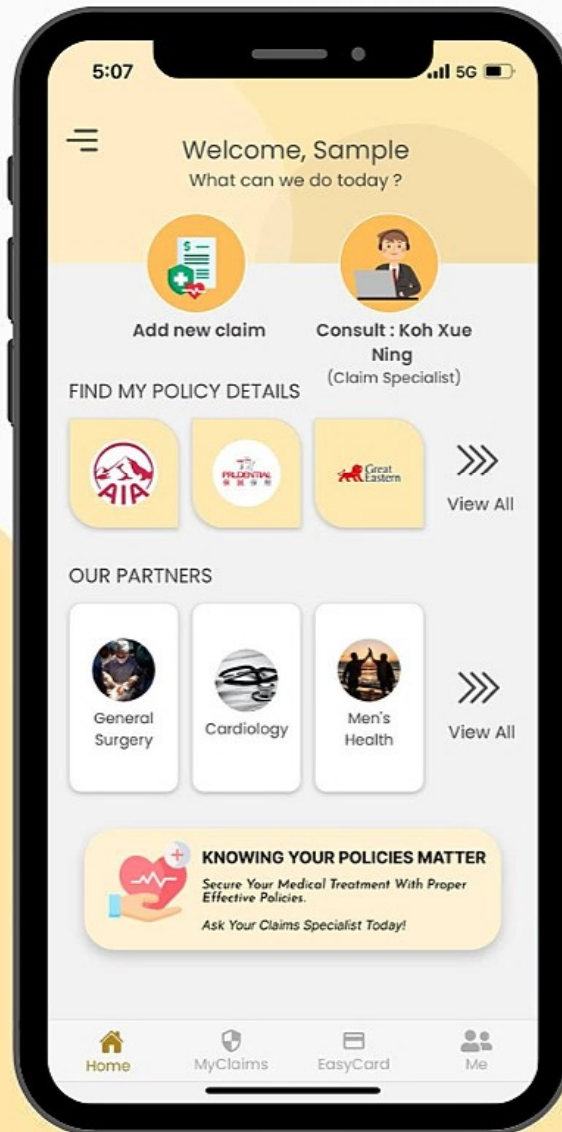 5:07
5G
Welcome, Sample
What can we do today ?
$
Add new claim
Consult : Koh Xue
Ning
(Claim Specialist)
FIND MY POLICY DETAILS
AIA
PRUDENTIAL
Great
Eastern
View All
OUR PARTNERS
General
Surgery
Cardiology
Men's
Health
View All
KNOWING YOUR POLICIES MATTER
Secure Your Medical Treatment With Proper
Effective Policies.
Ask Your Claims Specialist Today!
Home
MyClaims
EasyCard
Me